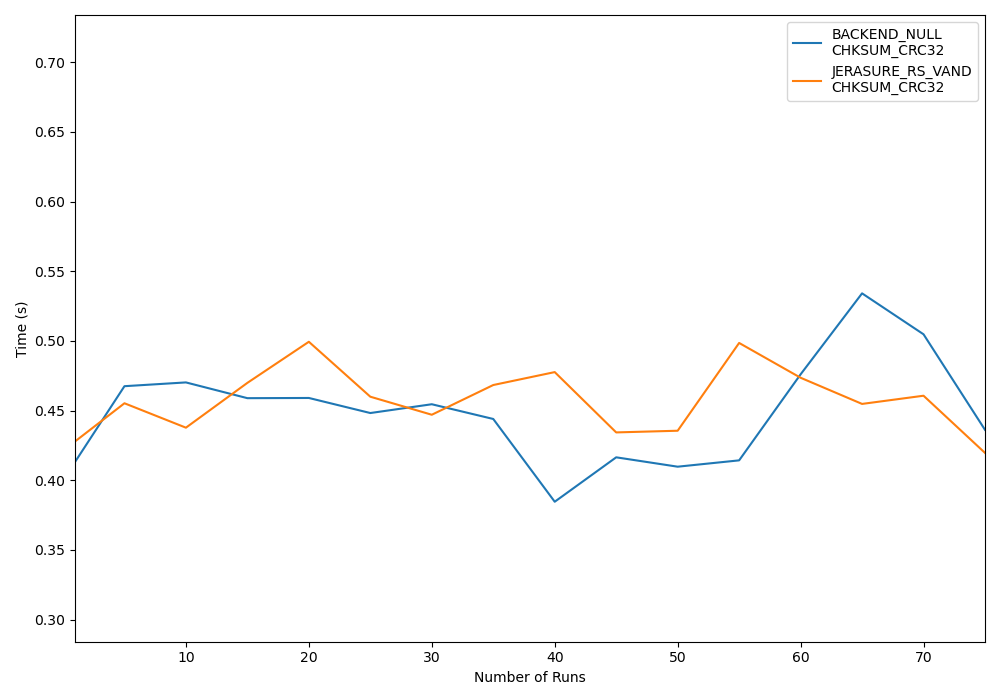 BACKEND_NULL
CHKSUM_CRC32
JERASURE_RS_VAND
CHKSUM_CRC32
0.70
0.65
0.60
0.55
0.50
0.45
0.40
0.35
0.30
Time (s)
10 20 30 40 50 60 70
Number of Runs